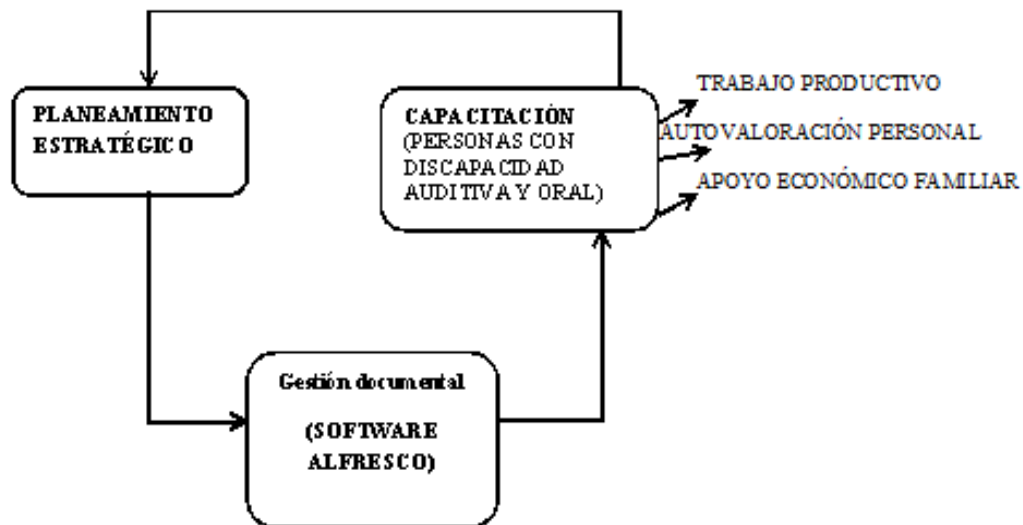 PLANEAMIENTO
ESTRATÉGICO
CAPACITACIÓN
(PERSONAS CON
DISCAPACIDAD
AUDITIVA Y ORAL)
TRABAJO PRODUCTIVO
AUTOVALORACIÓN PERSONAL
APOYO ECONÓMICO FAMILIAR
Gestión documental
(SOFTWARE
ALFRESCO)